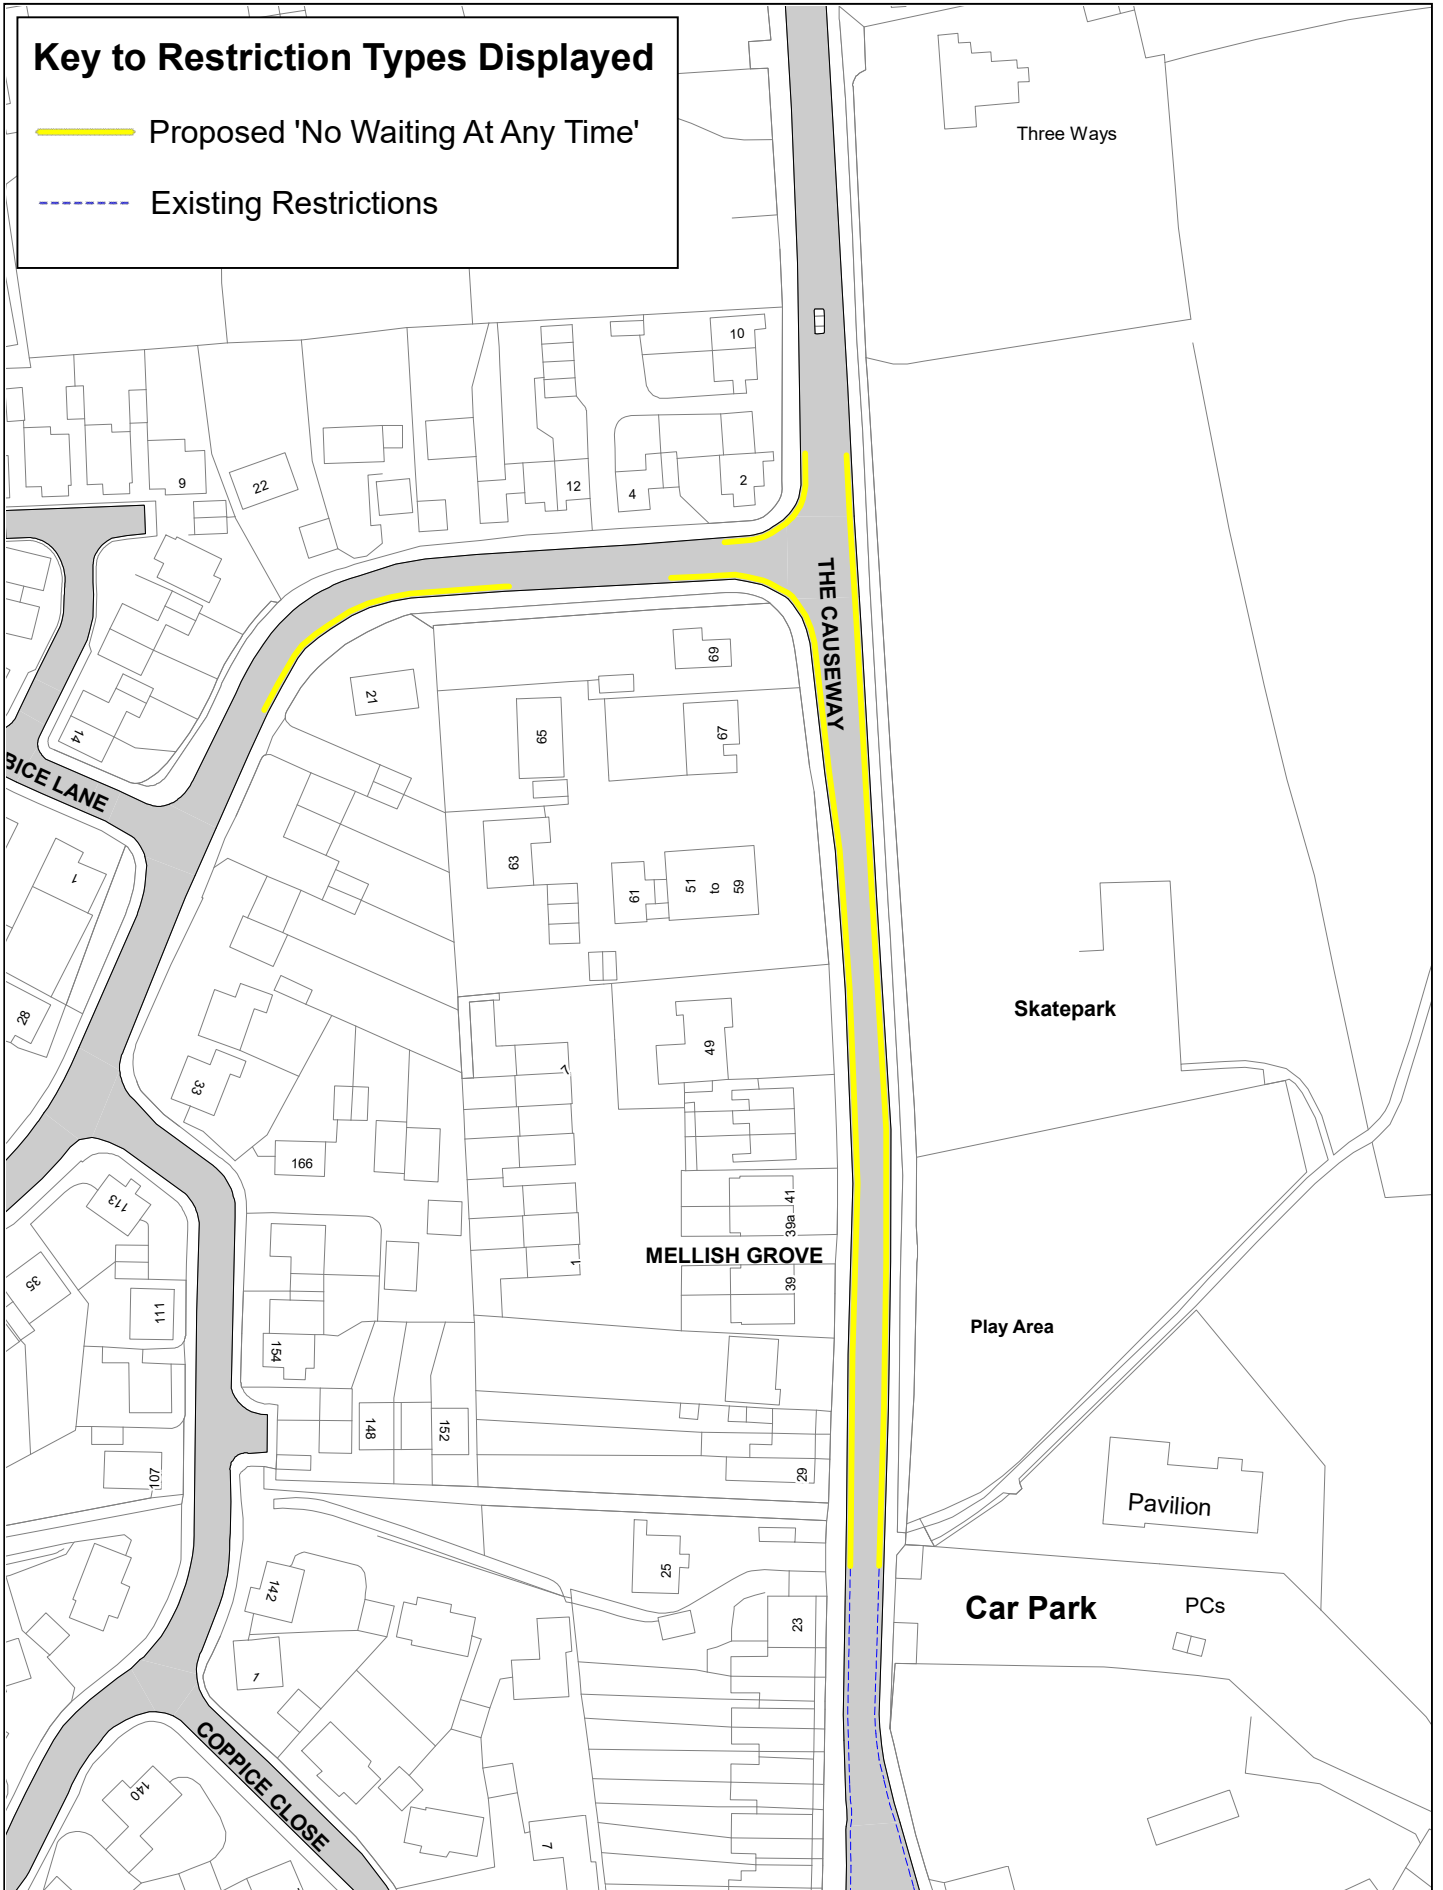 Key to Restriction Types Displayed
Proposed 'No Waiting At Any Time'
Existing Restrictions
Three Ways
10
9
22
12
4
2
THE CAUSEWAY
69
21
65
67
14
BICE LANE
1
63
61
51
to
59
28
Skatepark
49
7
33
166
113
39a 41
MELLISH GROVE
1
39
35
111
Play Area
154
148
152
107
29
Pavilion
25
142
Car Park
PCs
23
1
COPPICE CLOSE
140
7